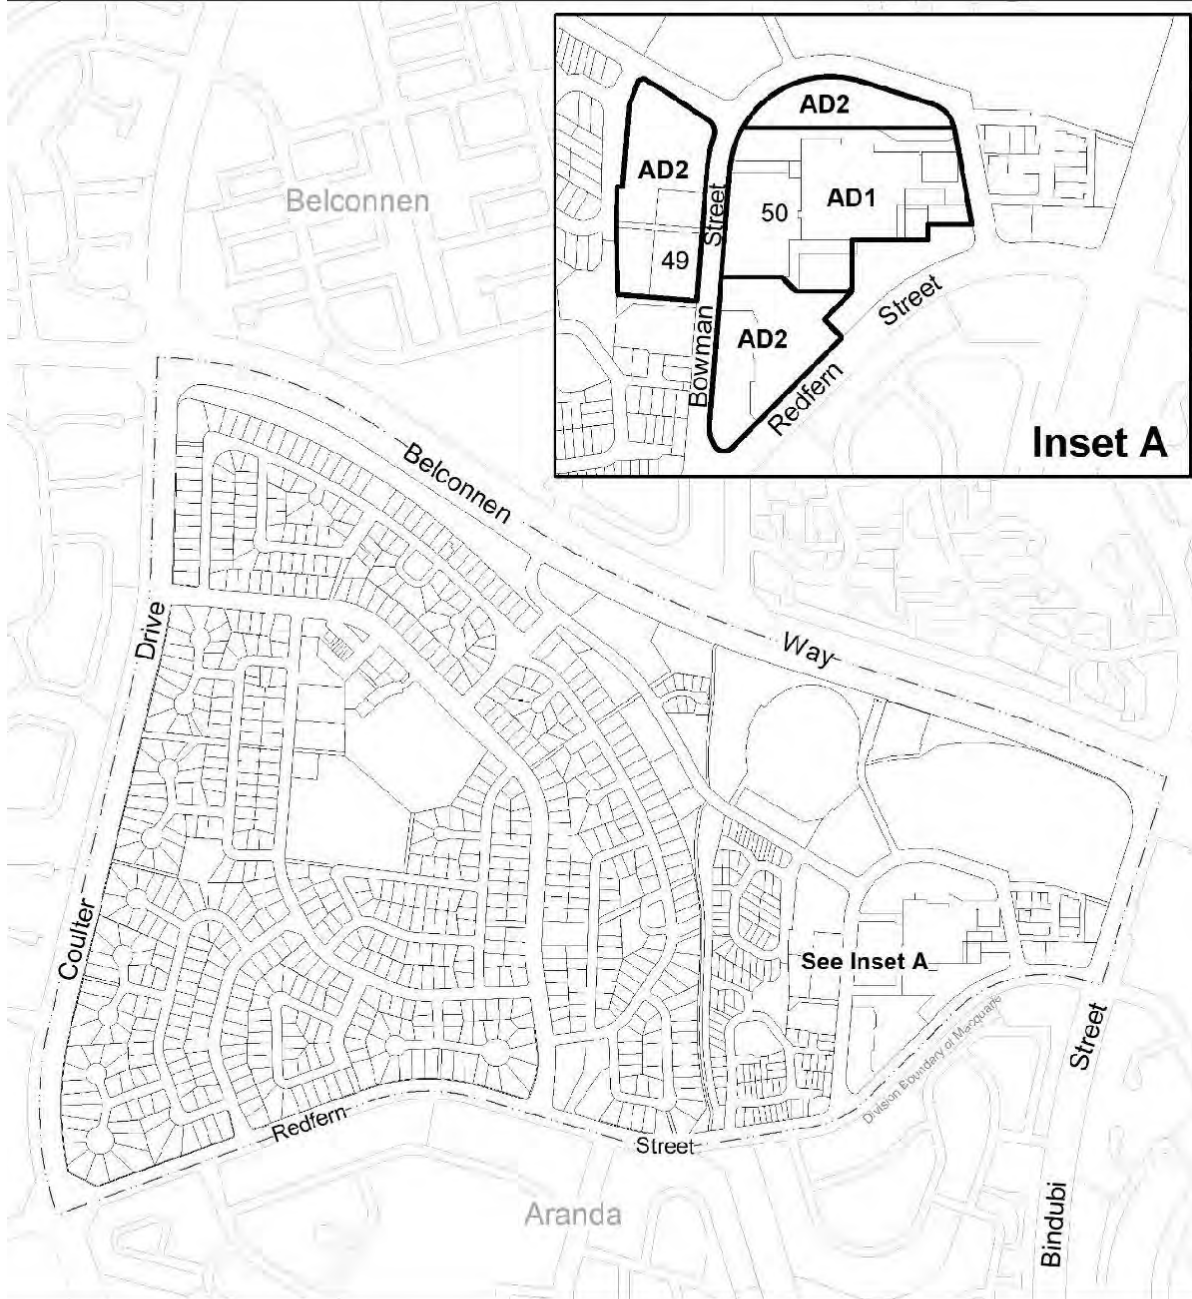 AD2
AD2
AD1
50
49
AD2
Bowman
Street
Redfern
Street
Inset A
Belconnen
Belconnen
Way
Drive
Coulter
See Inset A
Division Boundary of Macquarie
Street
Redfern
Street
Aranda
Bindubi